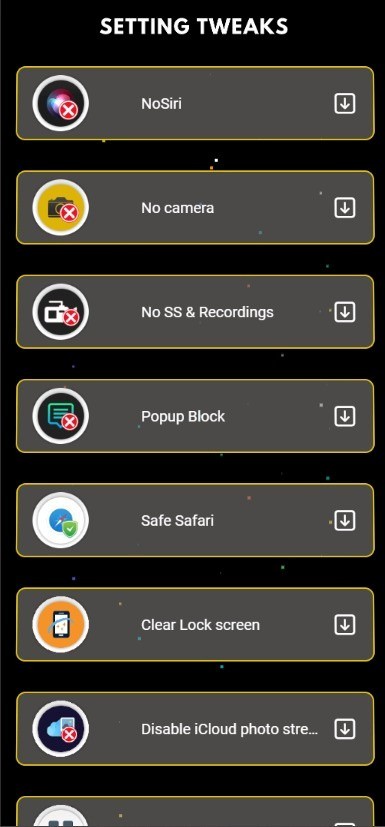 SETTING TWEAKS
NoSiri
No camera
No SS & Recordings
Popup Block
Safe Safari
Clear Lock screen
Disable iCloud photo stre...